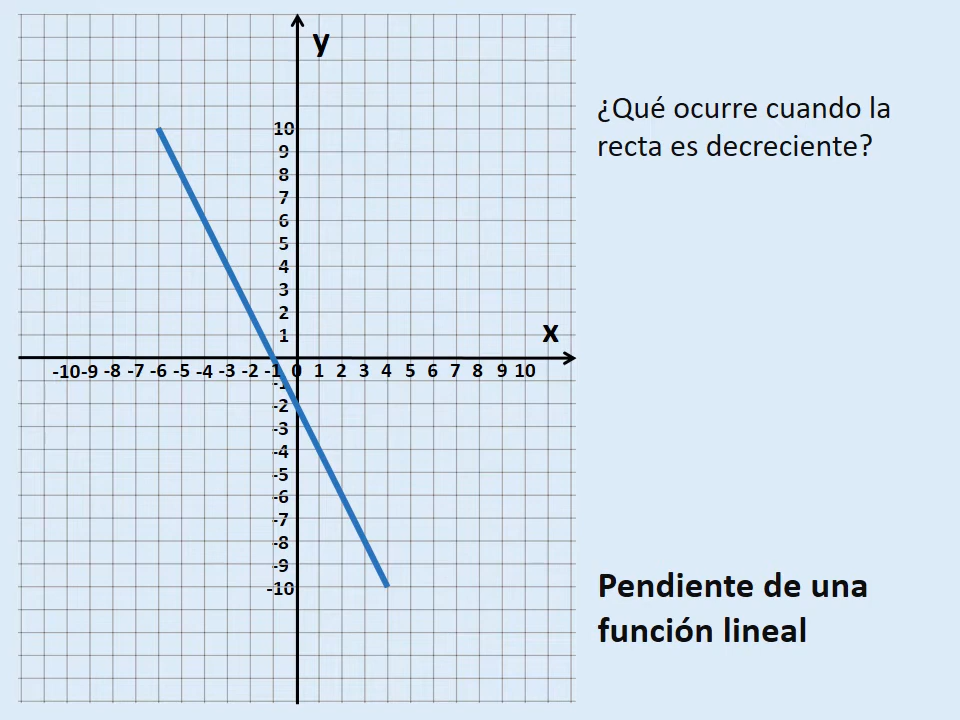 y
10
9
8
7
6
5
4
3
2
1
x
-10 -9 -8 -7 -6 -5 -4 -3 -2 -1 0 1 2 3 4 5 6 7 8 9 10
-1
-2
-3
-4
-5
-6
-7
-8
-9
-10
¿Qué ocurre cuando la
recta es decreciente?
Pendiente de una
función lineal